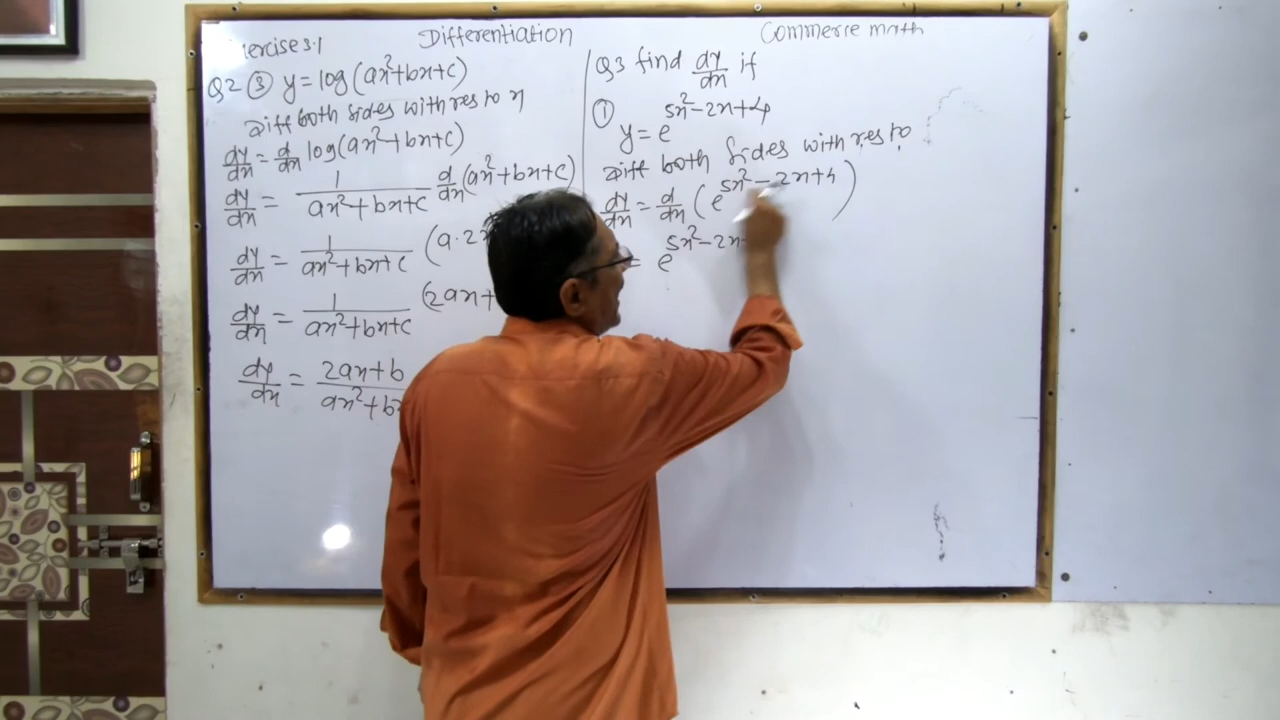 Differentiation
Commerce math
ercise 3.1
Q2 ③ y = log(ax²+bx+c)
Diff both sides with res to x
dy/dx = d/dx log(ax²+bx+c)
dy/dx = 1/(ax²+bx+c) d/dx (ax²+bx+c)
dy/dx = 1/(ax²+bx+c) (a·2x
dy/dx = 1/(ax²+bx+c) (2ax+
dy/dx = 2ax+b/ax²+bx
Q3 find dy/dx if
① y = e^5x²-2x+4
Diff both sides with res to
dy/dx = d/dx (e^5x²-2x+4)
= e^5x²-2x